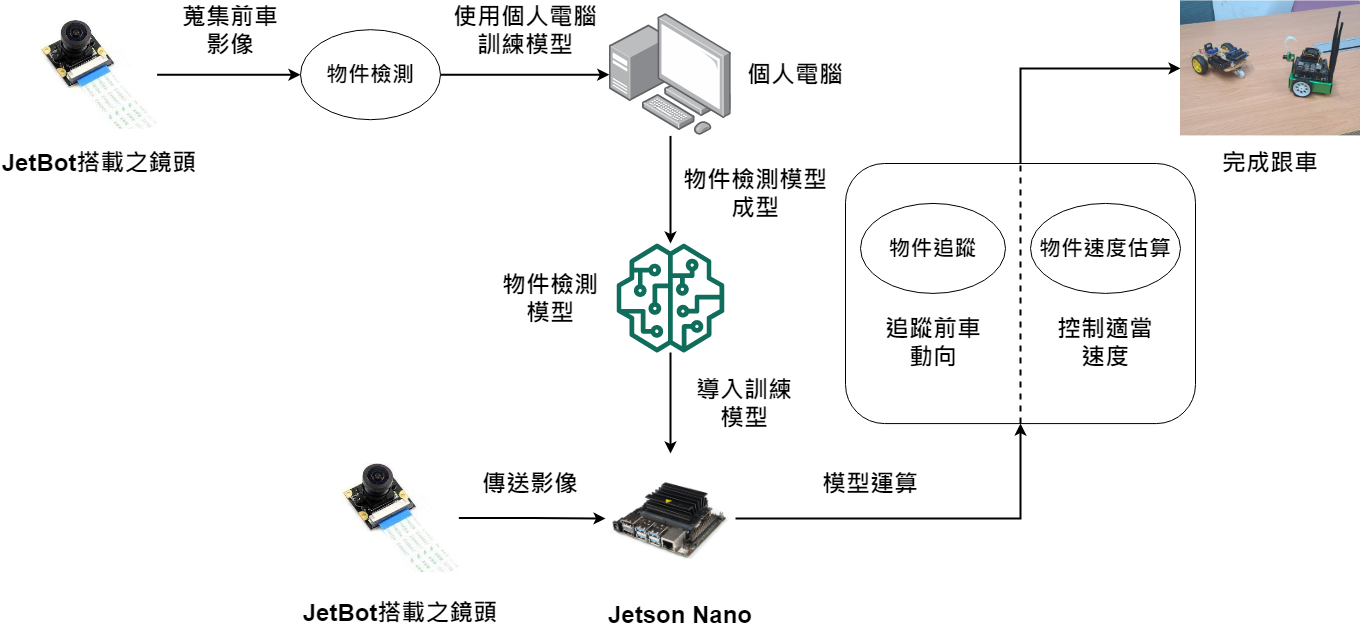 蒐集前車
影像
使用個人電腦
訓練模型
物件檢測
個人電腦
JetBot搭載之鏡頭
完成跟車
物件檢測模型
成型
物件追蹤
物件速度估算
物件檢測
模型
追蹤前車
動向
控制適當
速度
導入訓練
模型
傳送影像
模型運算
JetBot搭載之鏡頭
Jetson Nano